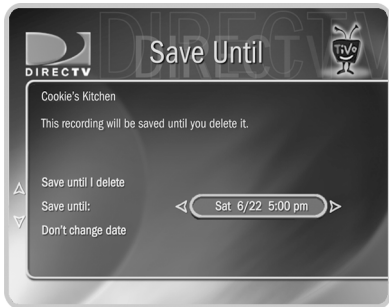 DIRECTV
Save Until
TiVo
DIRECTV
Cookie's Kitchen
This recording will be saved until you delete it.
Save until I delete
Save until:
Sat 6/22 5:00 pm
Don't change date